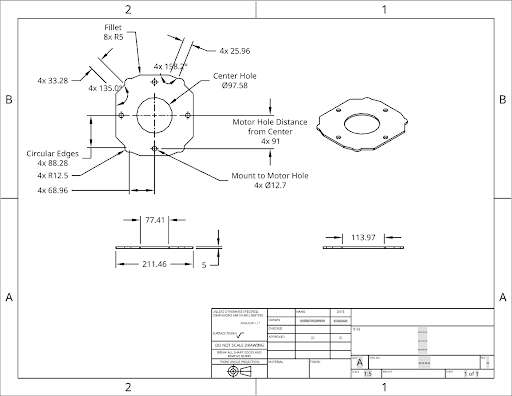 2
1
Fillet
8x R5
4x 25.96
4x 158.2°
4x 33.28
4x 135.0°
Center Hole
Ø97.58
B
B
Motor Hole Distance
from Center
4x 91
Circular Edges
4x 88.28
4x R12.5
4x 68.96
Mount to Motor Hole
4x Ø12.7
77.41
113.97
211.46
5
A
A
UNLESS OTHERWISE SPECIFIED,
DIMENSIONS ARE IN MILLIMETERS
NAME
DATE
DRAWN
CHECKED
APPROVED
SURFACE FINISH
DO NOT SCALE DRAWING
BREAK ALL SHARP EDGES AND
REMOVE BURRS
THIRD ANGLE PROJECTION
MATERIAL
FINISH
TITLE
SIZE
A
SCALE
1:5
SHEET
1 of 1
2
1